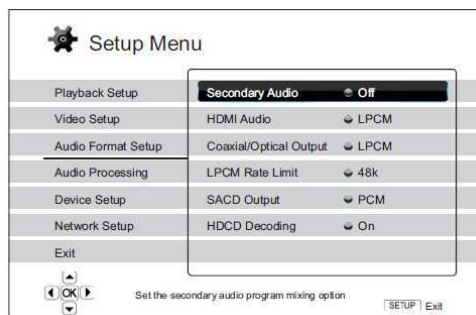 Setup Menu
Playback Setup
Video Setup
Audio Format Setup
Audio Processing
Device Setup
Network Setup
Exit
Secondary Audio Off
HDMI Audio LPCM
Coaxial/Optical Output LPCM
LPCM Rate Limit 48k
SACD Output PCM
HDCD Decoding On
OK
Set the secondary audio program mixing option
SETUP Exit